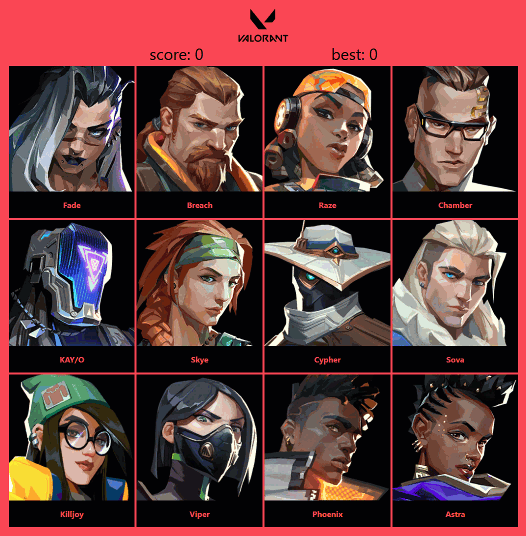 VALORANT
score: 0 best: 0
Fade Breach Raze Chamber
KAY/O Skye Cypher Sova
Killjoy Viper Phoenix Astra